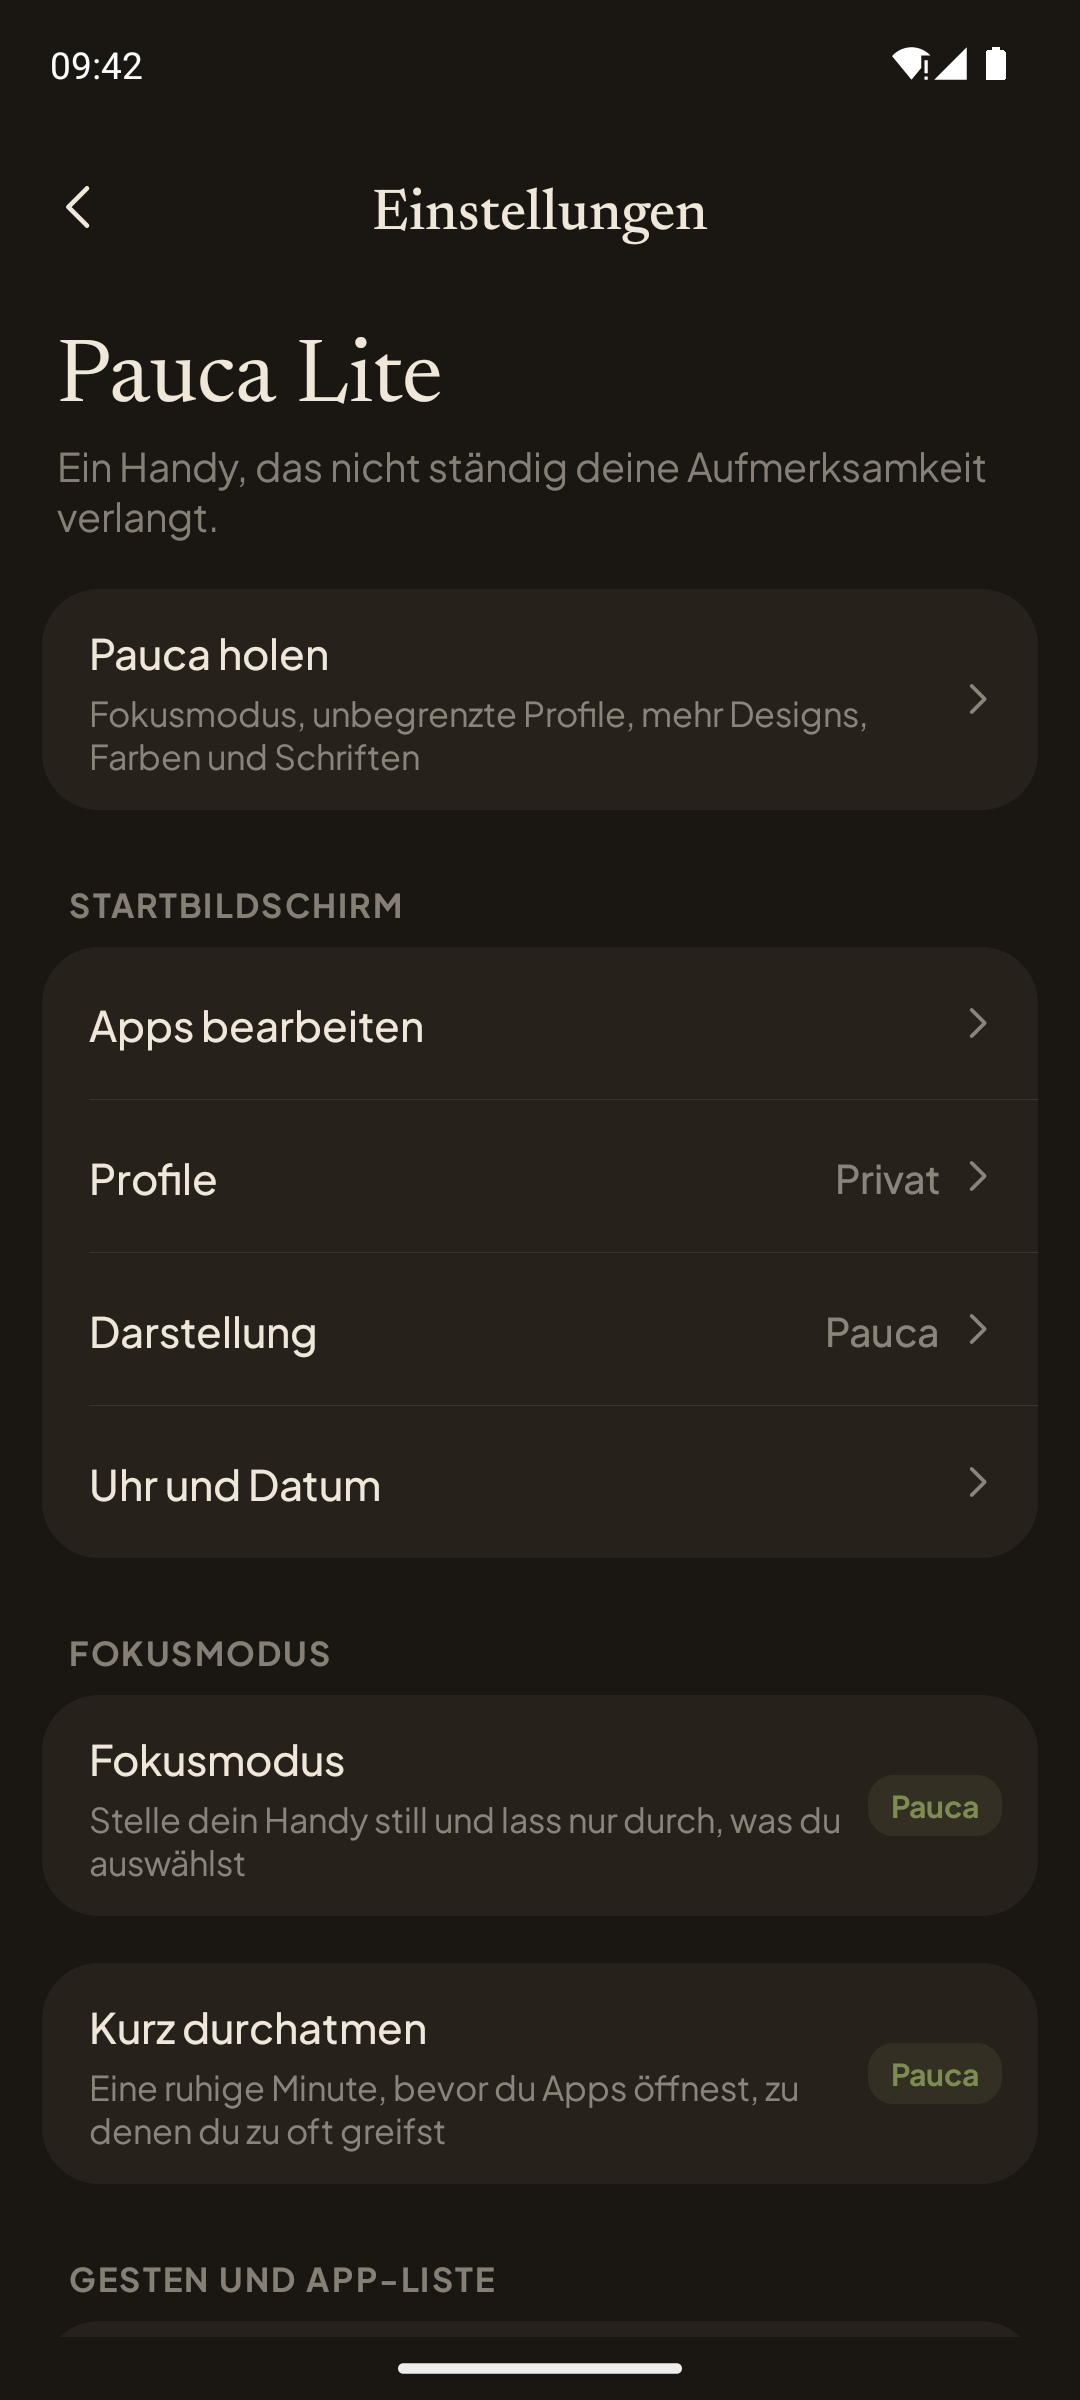 09:42
Einstellungen
Pauca Lite
Ein Handy, das nicht ständig deine Aufmerksamkeit
verlangt.
Pauca holen
Fokusmodus, unbegrenzte Profile, mehr Designs,
Farben und Schriften
STARTBILDSCHIRM
Apps bearbeiten
Profile Privat
Darstellung Pauca
Uhr und Datum
FOKUSMODUS
Fokusmodus
Stelle dein Handy still und lass nur durch, was du
auswählst
Pauca
Kurz durchatmen
Eine ruhige Minute, bevor du Apps öffnest, zu
denen du zu oft greifst
Pauca
GESTEN UND APP-LISTE